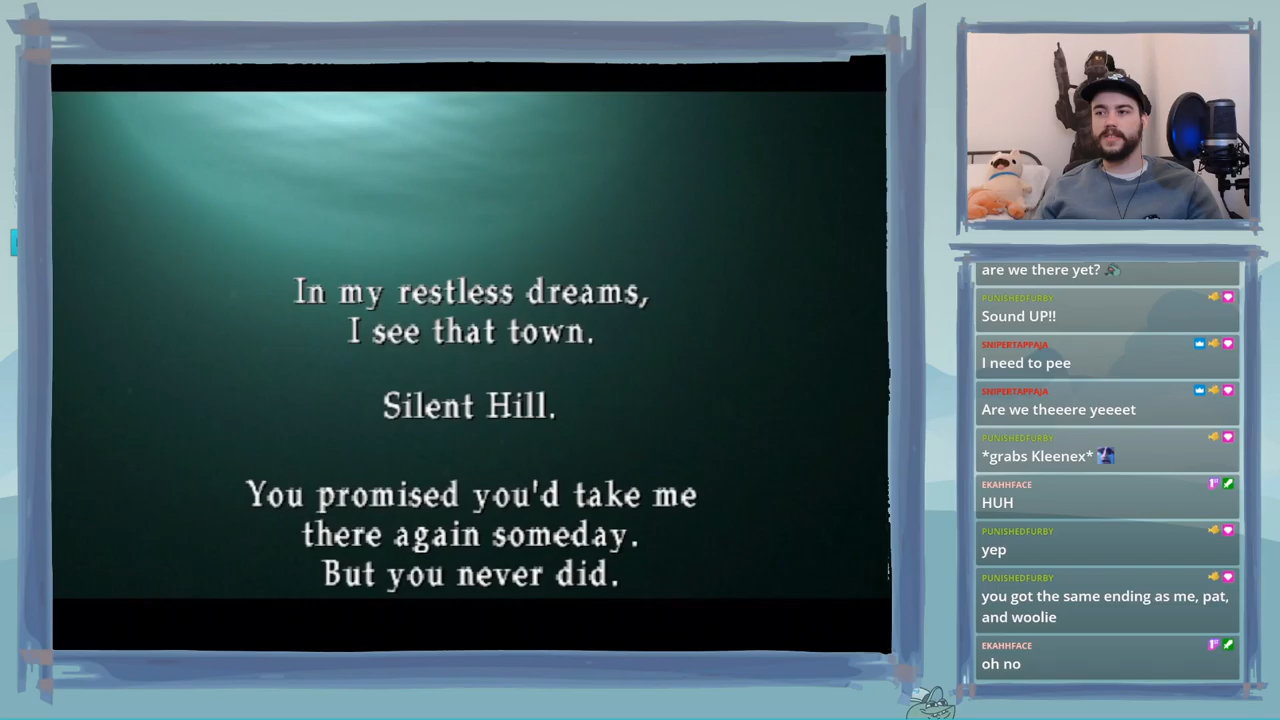 In my restless dreams,
I see that town.
Silent Hill.
You promised you'd take me
there again someday.
But you never did.
are we there yet?
PUNISHEDFURBY
Sound UP!!
SNIPERTAPPAJA
I need to pee
SNIPERTAPPAJA
Are we theeere yeeeet
PUNISHEDFURBY
*grabs Kleenex*
EKAHHFACE
HUH
PUNISHEDFURBY
yep
PUNISHEDFURBY
you got the same ending as me, pat,
and woolie
EKAHHFACE
oh no